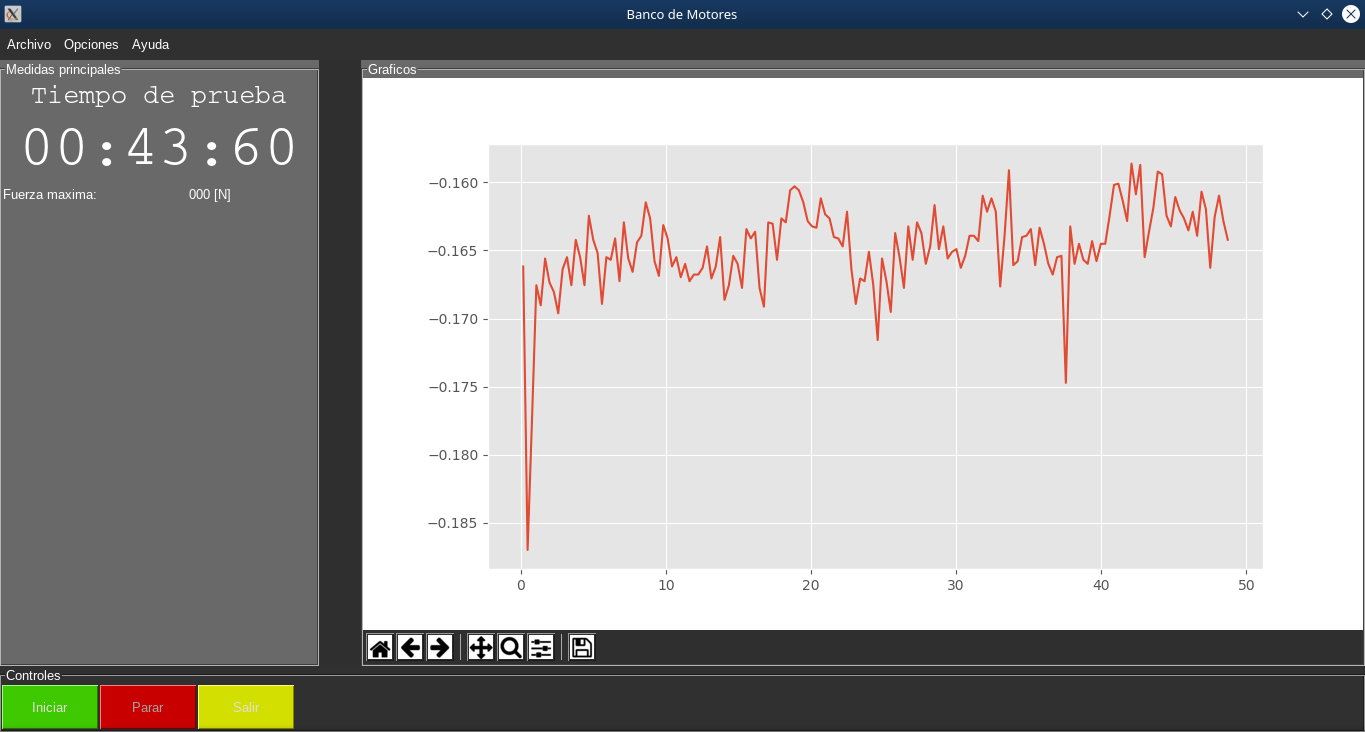 Banco de Motores
Archivo Opciones Ayuda
Medidas principales
Tiempo de prueba
00:43:60
Fuerza maxima: 000 [N]
Graficos
−0.160
−0.165
−0.170
−0.175
−0.180
−0.185
0 10 20 30 40 50
Controles
Iniciar Parar Salir